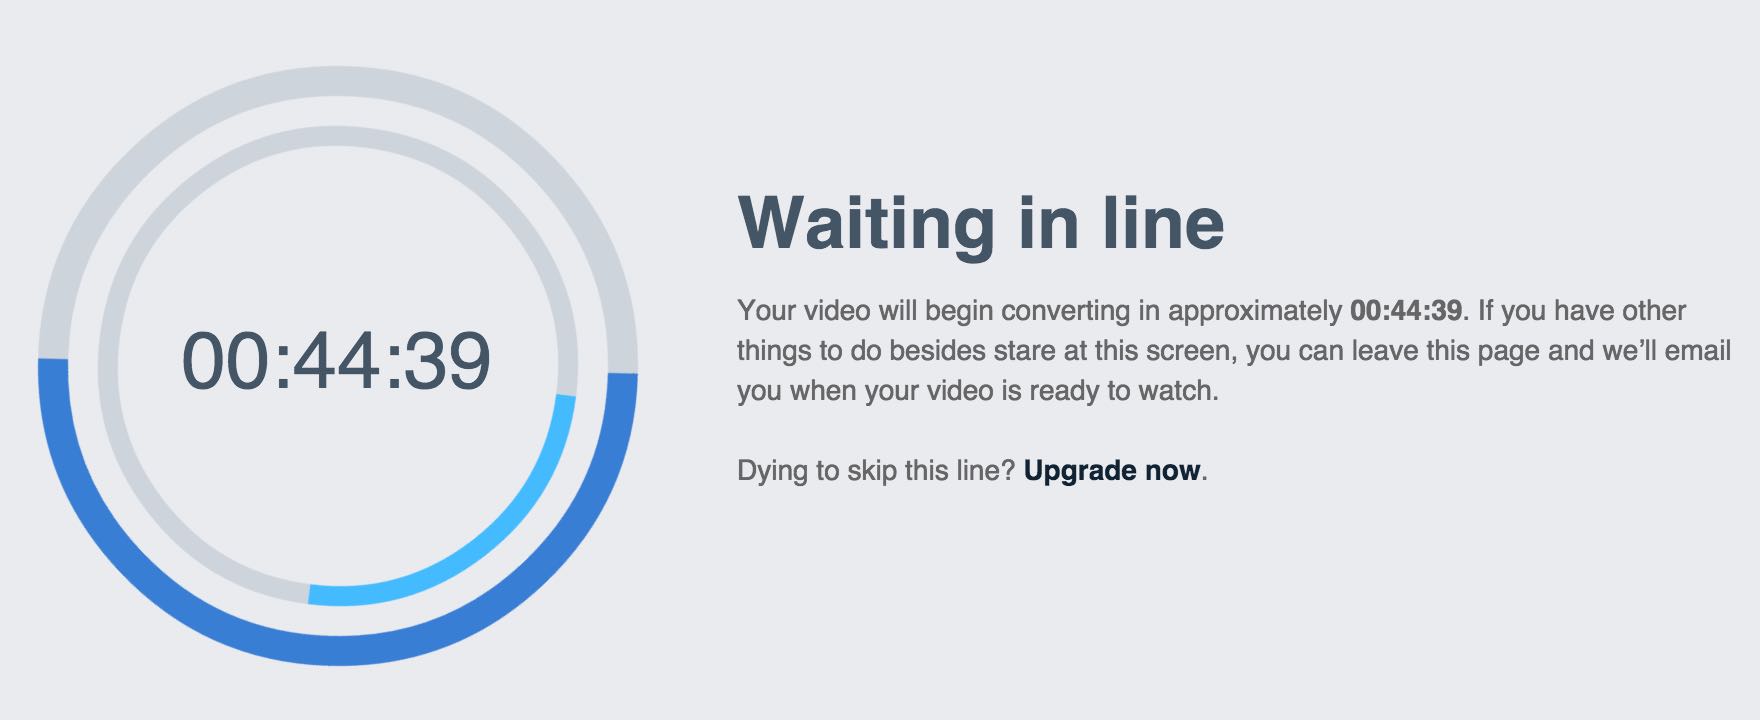 00:44:39
Waiting in line
Your video will begin converting in approximately 00:44:39. If you have other
things to do besides stare at this screen, you can leave this page and we’ll email
you when your video is ready to watch.
Dying to skip this line? Upgrade now.